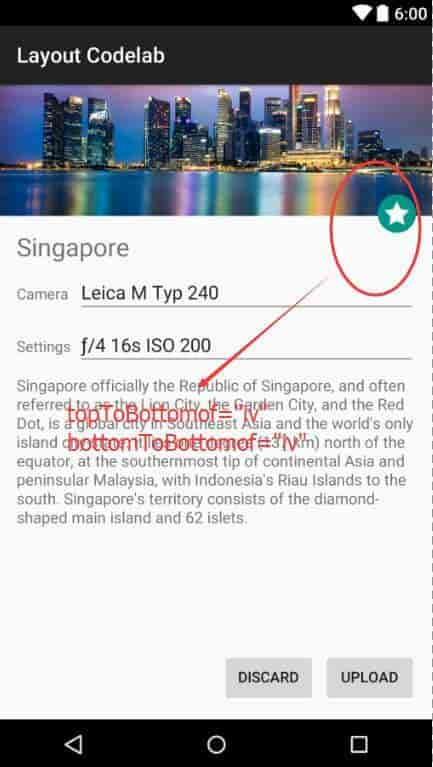 6:00
Layout Codelab
Singapore
Camera Leica M Typ 240
Settings ƒ/4 16s ISO 200
Singapore officially the Republic of Singapore, and often
referred to as the Lion City, the Garden City, and the Red
topToBottomof="iv"
Dot, is a global city in Southeast Asia and the world's only
island north of the
bottomToBottomof="iv"
equator, at the southernmost tip of continental Asia and
peninsular Malaysia, with Indonesia's Riau Islands to the
south. Singapore's territory consists of the diamond-
shaped main island and 62 islets.
DISCARD UPLOAD